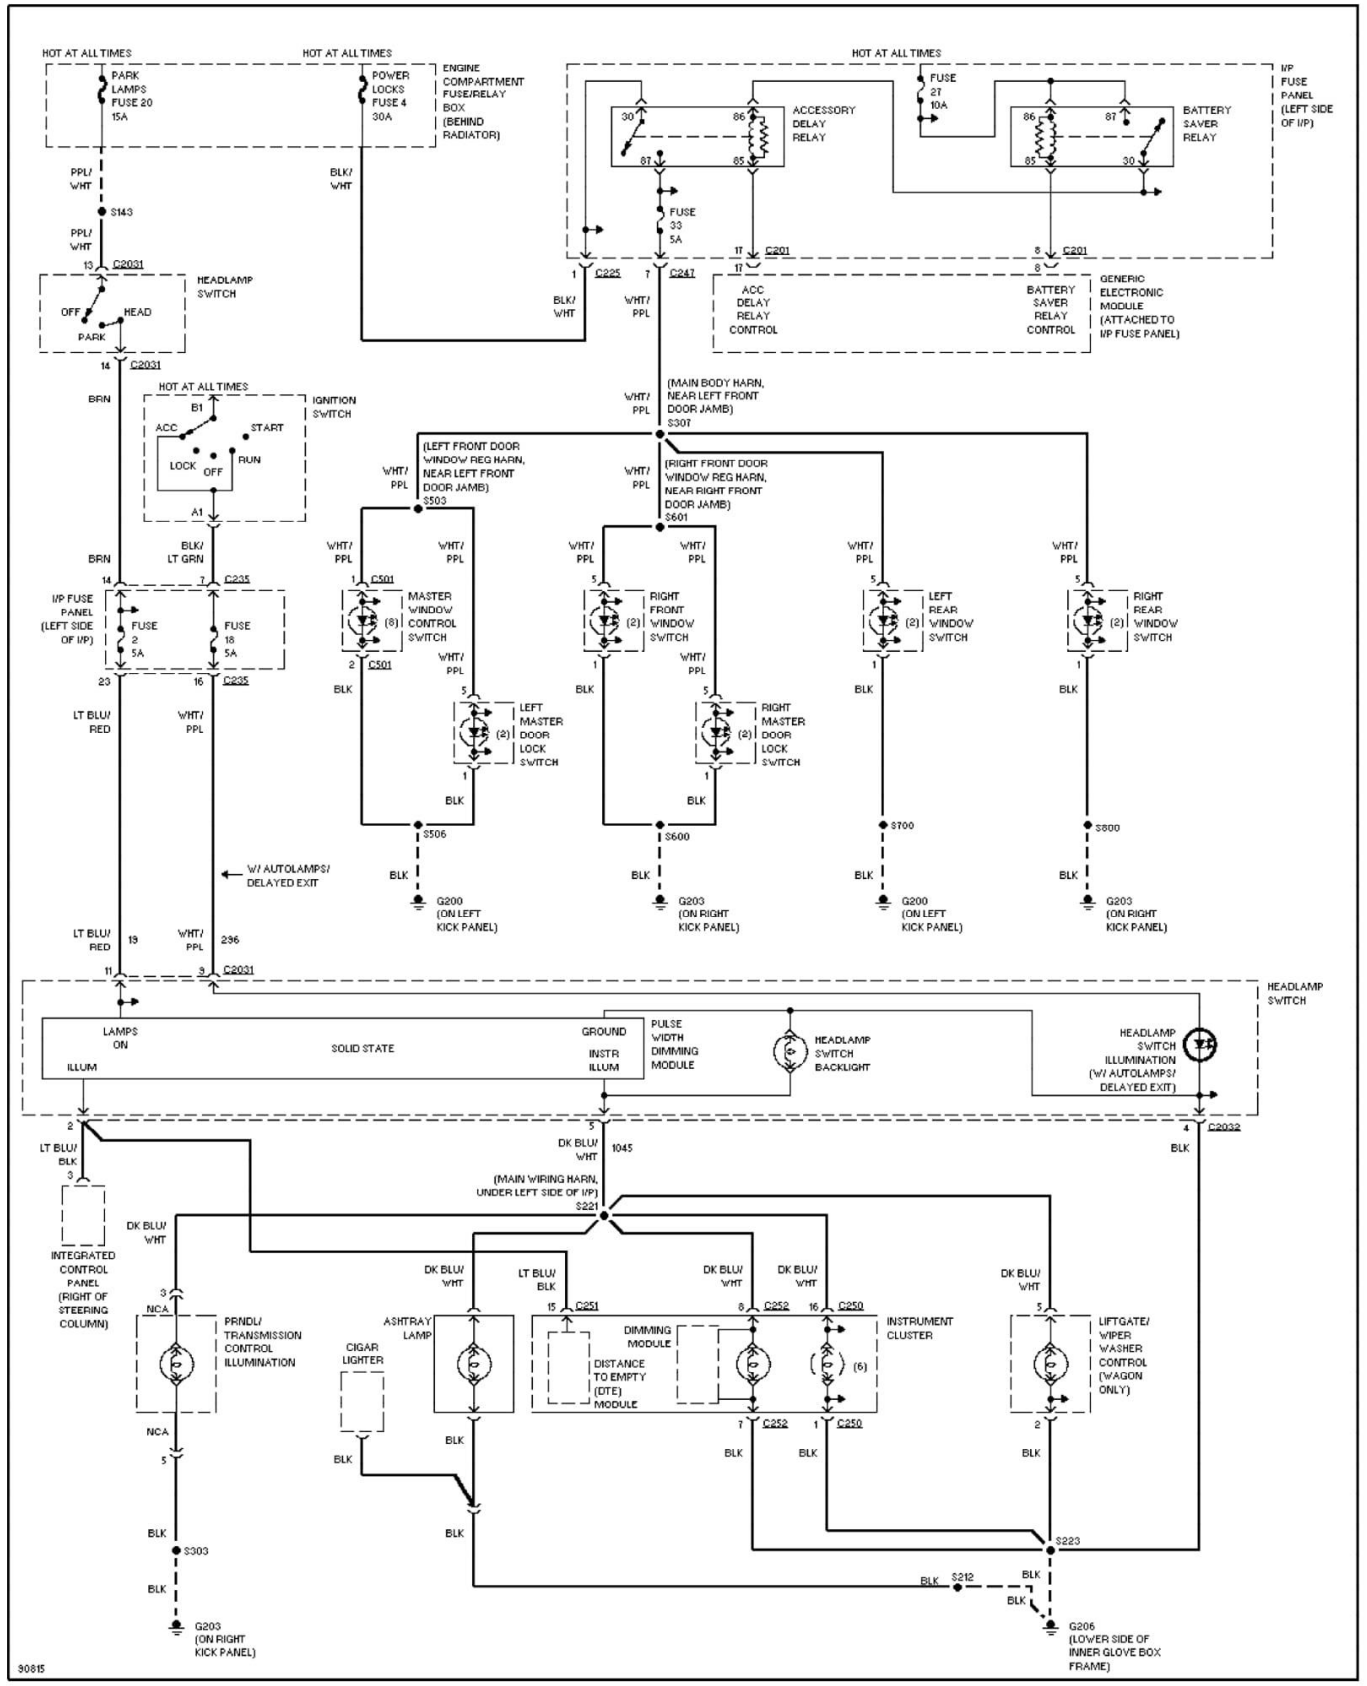 HOT AT ALL TIMES
HOT AT ALL TIMES
HOT AT ALL TIMES
PARK
LAMPS
FUSE 20
15A
POWER
LOCKS
FUSE 4
30A
ENGINE
COMPARTMENT
FUSE/RELAY
BOX
(BEHIND
RADIATOR)
30
87
86
85
ACCESSORY
DELAY
RELAY
FUSE
27
10A
86
87
85
30
BATTERY
SAVER
RELAY
I/P
FUSE
PANEL
(LEFT SIDE
OF I/P)
PPL/
WHT
BLK/
WHT
S143
PPL/
WHT
FUSE
33
5A
13 C2031
HEADLAMP
SWITCH
OFF
HEAD
PARK
14 C2031
1 C225
7 C247
17 C201
17
8 C201
8
BLK/
WHT
WHT/
PPL
ACC
DELAY
RELAY
CONTROL
BATTERY
SAVER
RELAY
CONTROL
GENERIC
ELECTRONIC
MODULE
(ATTACHED TO
I/P FUSE PANEL)
BRN
HOT AT ALL TIMES
B1
IGNITION
SWITCH
ACC
START
LOCK
OFF
RUN
A1
WHT/
PPL
(MAIN BODY HARN,
NEAR LEFT FRONT
DOOR JAMB)
S307
WHT/
PPL
(LEFT FRONT DOOR
WINDOW REG HARN,
NEAR LEFT FRONT
DOOR JAMB)
S503
WHT/
PPL
(RIGHT FRONT DOOR
WINDOW REG HARN,
NEAR RIGHT FRONT
DOOR JAMB)
S601
BRN
BLK/
LT GRN
WHT/
PPL
WHT/
PPL
WHT/
PPL
WHT/
PPL
WHT/
PPL
WHT/
PPL
14
7 C235
1 C501
5
5
5
I/P FUSE
PANEL
(LEFT SIDE
OF I/P)
FUSE
2
5A
FUSE
18
5A
(8)
MASTER
WINDOW
CONTROL
SWITCH
(2)
RIGHT
FRONT
WINDOW
SWITCH
(2)
LEFT
REAR
WINDOW
SWITCH
(2)
RIGHT
REAR
WINDOW
SWITCH
23
16 C235
2 C501
WHT/
PPL
1
WHT/
PPL
1
1
LT BLU/
RED
WHT/
PPL
BLK
5
BLK
5
BLK
BLK
(2)
LEFT
MASTER
DOOR
LOCK
SWITCH
(2)
RIGHT
MASTER
DOOR
LOCK
SWITCH
1
BLK
1
BLK
S506
S600
S700
S800
W/ AUTOLAMPS/
DELAYED EXIT
BLK
BLK
BLK
BLK
G200
(ON LEFT
KICK PANEL)
G203
(ON RIGHT
KICK PANEL)
G200
(ON LEFT
KICK PANEL)
G203
(ON RIGHT
KICK PANEL)
LT BLU/
RED
19
WHT/
PPL
296
11
9 C2031
HEADLAMP
SWITCH
LAMPS
ON
ILLUM
SOLID STATE
GROUND
INSTR
ILLUM
PULSE
WIDTH
DIMMING
MODULE
HEADLAMP
SWITCH
BACKLIGHT
HEADLAMP
SWITCH
ILLUMINATION
(W/ AUTOLAMPS/
DELAYED EXIT)
2
5
4 C2032
LT BLU/
BLK
3
DK BLU/
WHT
1045
BLK
(MAIN WIRING HARN,
UNDER LEFT SIDE OF I/P)
S221
INTEGRATED
CONTROL
PANEL
(RIGHT OF
STEERING
COLUMN)
DK BLU/
WHT
DK BLU/
WHT
LT BLU/
BLK
DK BLU/
WHT
DK BLU/
WHT
DK BLU/
WHT
3
NCA
15 C251
8 C252
16 C250
5
PRNDL/
TRANSMISSION
CONTROL
ILLUMINATION
CIGAR
LIGHTER
ASHTRAY
LAMP
DISTANCE
TO EMPTY
(DTE)
MODULE
DIMMING
MODULE
(6)
INSTRUMENT
CLUSTER
LIFTGATE/
WIPER
WASHER
CONTROL
(WAGON
ONLY)
NCA
5
BLK
BLK
7 C252
BLK
1 C250
BLK
2
BLK
BLK
S303
BLK
BLK
S223
BLK
BLK S212
BLK
G203
(ON RIGHT
KICK PANEL)
G206
(LOWER SIDE OF
INNER GLOVE BOX
FRAME)
90815